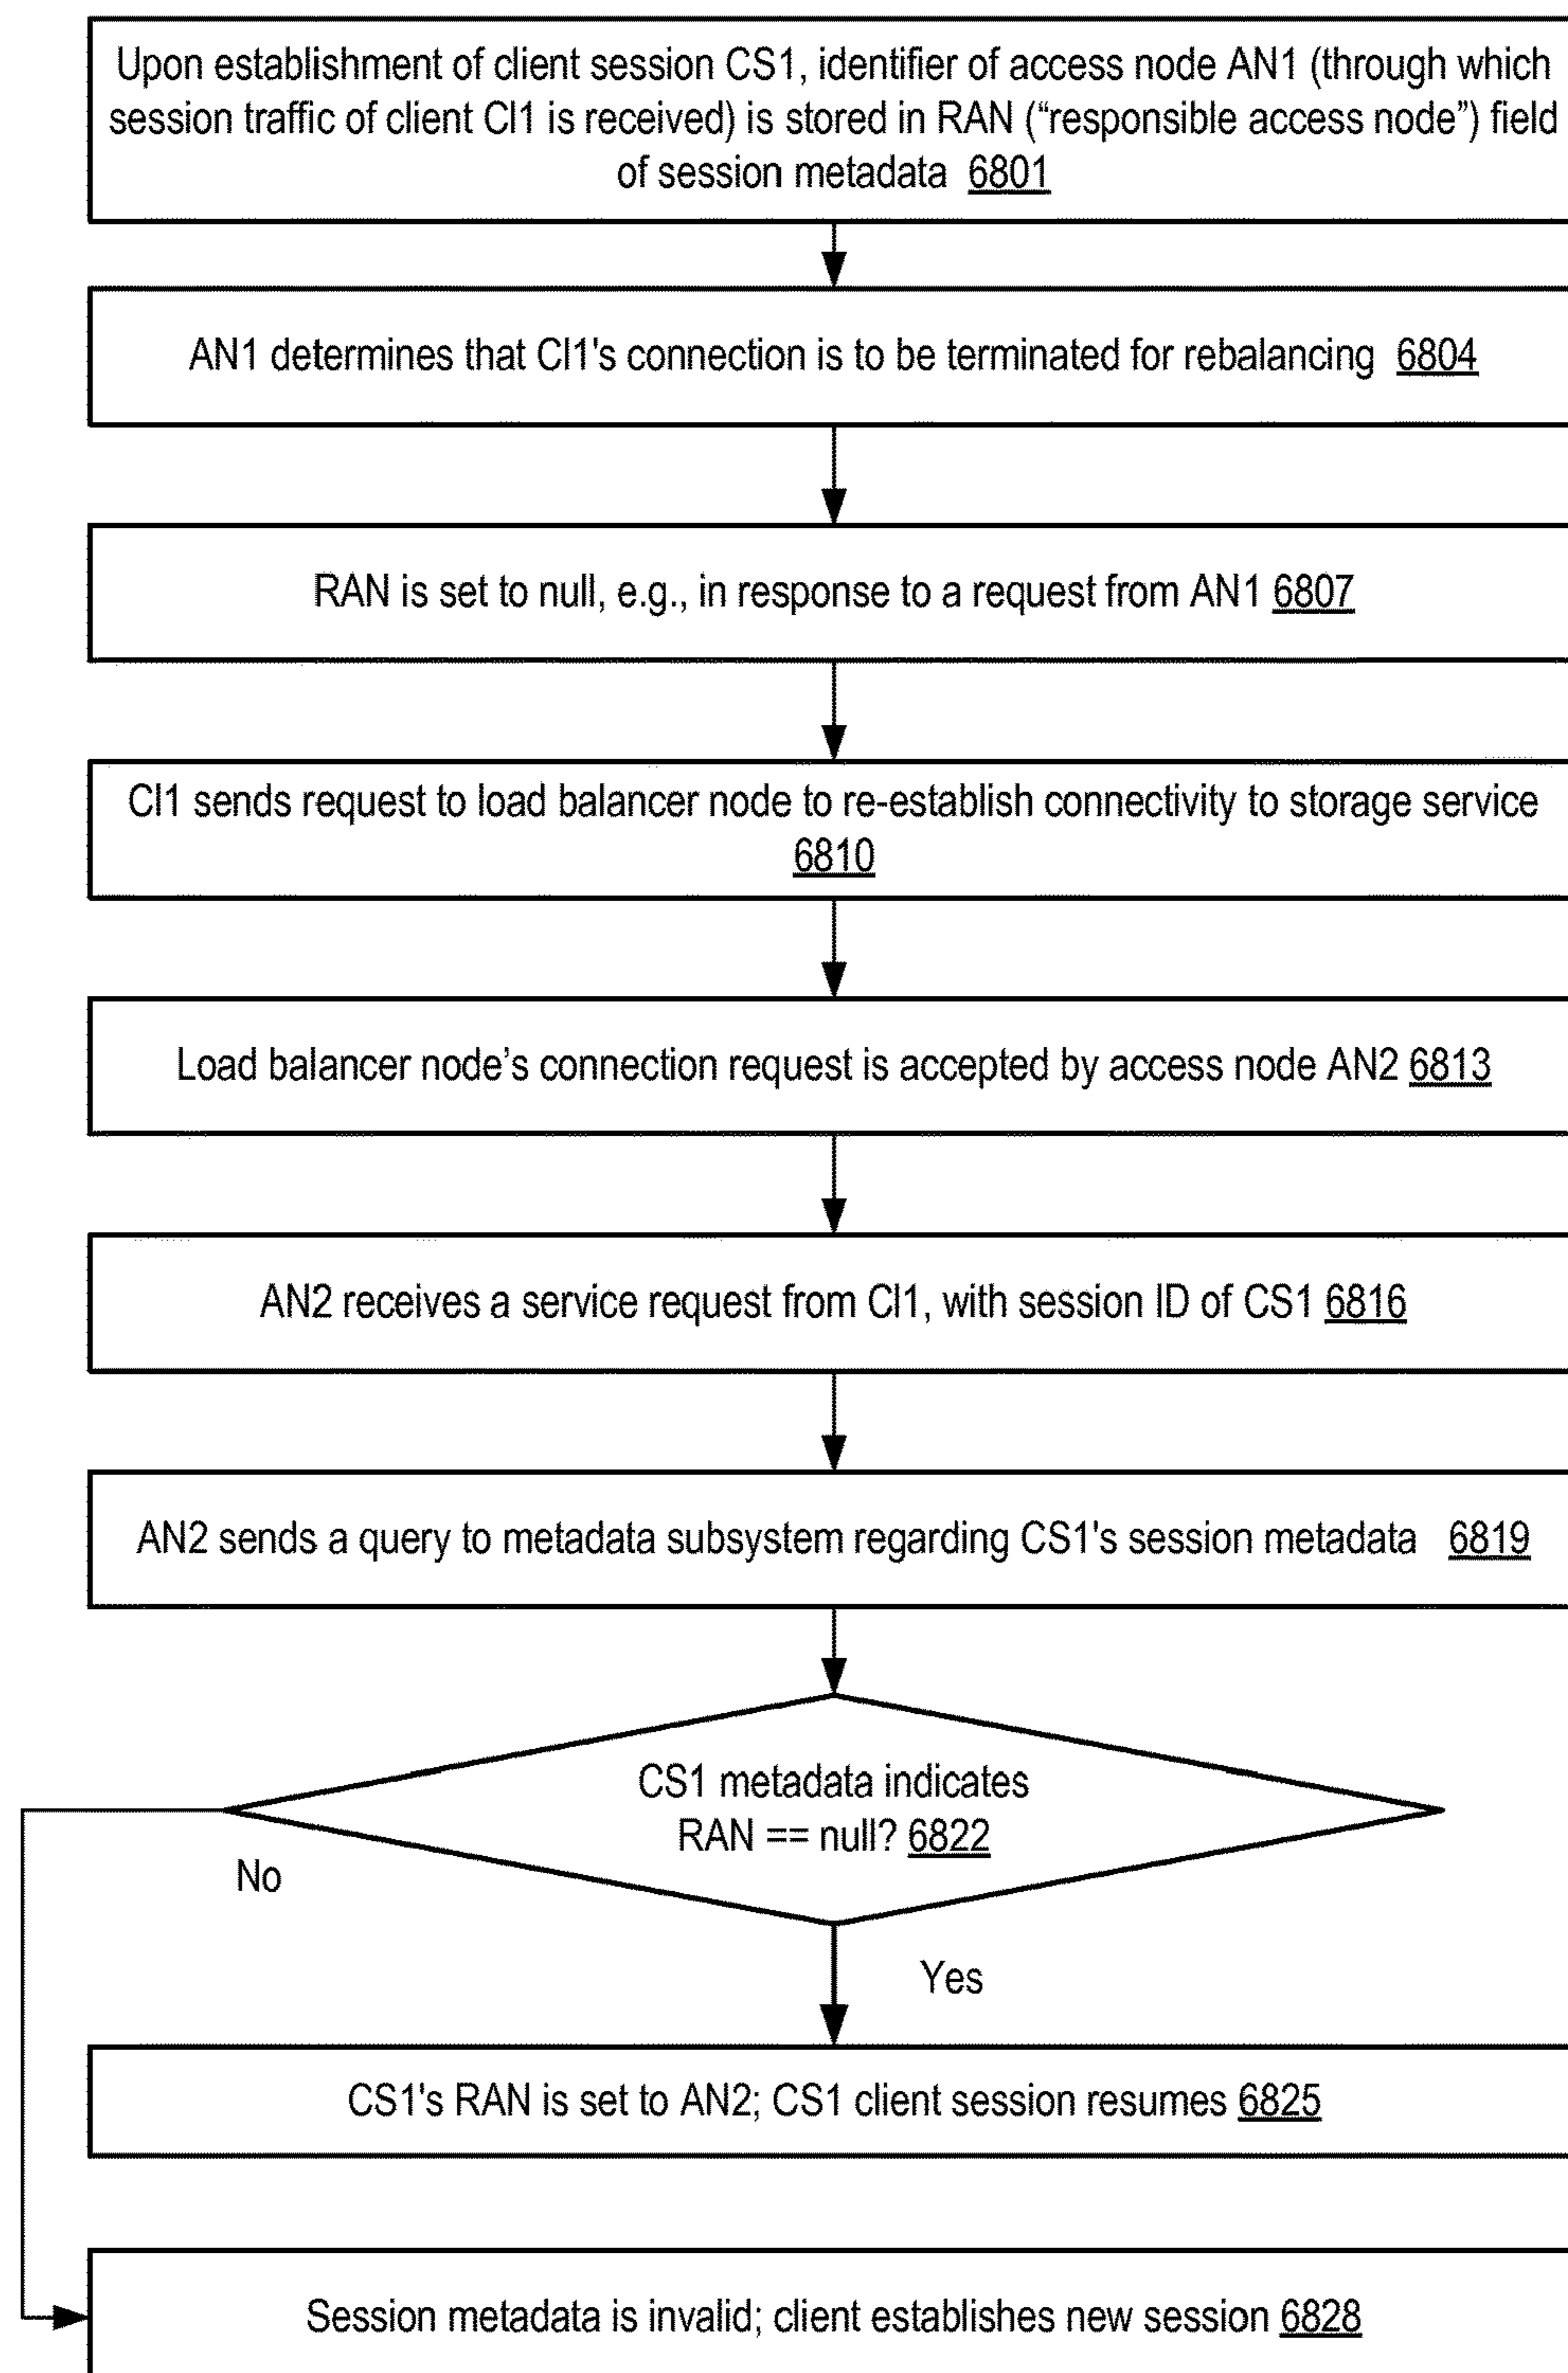 Upon establishment of client session CS1, identifier of access node AN1 (through which
session traffic of client Cl1 is received) is stored in RAN (“responsible access node”) field
of session metadata 6801
AN1 determines that Cl1's connection is to be terminated for rebalancing 6804
RAN is set to null, e.g., in response to a request from AN1 6807
Cl1 sends request to load balancer node to re-establish connectivity to storage service
6810
Load balancer node’s connection request is accepted by access node AN2 6813
AN2 receives a service request from Cl1, with session ID of CS1 6816
AN2 sends a query to metadata subsystem regarding CS1's session metadata 6819
CS1 metadata indicates
RAN == null? 6822
No
Yes
CS1's RAN is set to AN2; CS1 client session resumes 6825
Session metadata is invalid; client establishes new session 6828